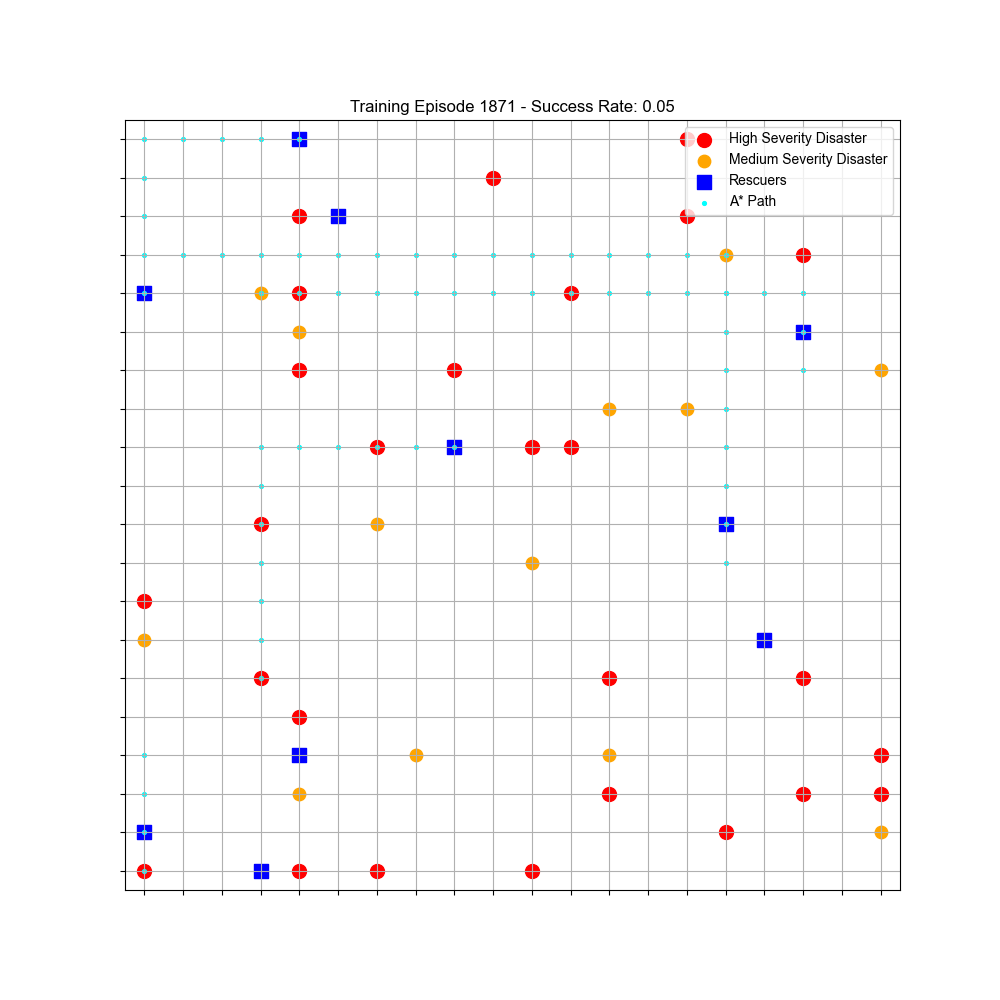 Training Episode 1871 - Success Rate: 0.05
High Severity Disaster
Medium Severity Disaster
Rescuers
A* Path